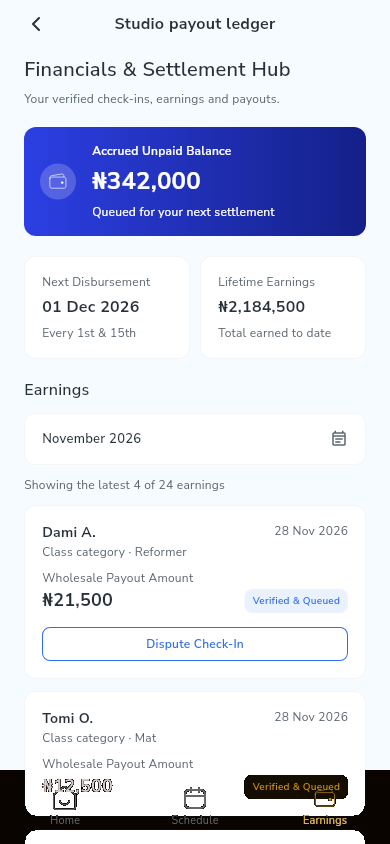 Studio payout ledger
Financials & Settlement Hub
Your verified check-ins, earnings and payouts.
Accrued Unpaid Balance
₦342,000
Queued for your next settlement
Next Disbursement
01 Dec 2026
Every 1st & 15th
Lifetime Earnings
₦2,184,500
Total earned to date
Earnings
November 2026
Showing the latest 4 of 24 earnings
Dami A.
28 Nov 2026
Class category · Reformer
Wholesale Payout Amount
₦21,500
Verified & Queued
Dispute Check-In
Tomi O.
28 Nov 2026
Class category · Mat
Wholesale Payout Amount
₦12,500
Verified & Queued
Home
Schedule
Earnings